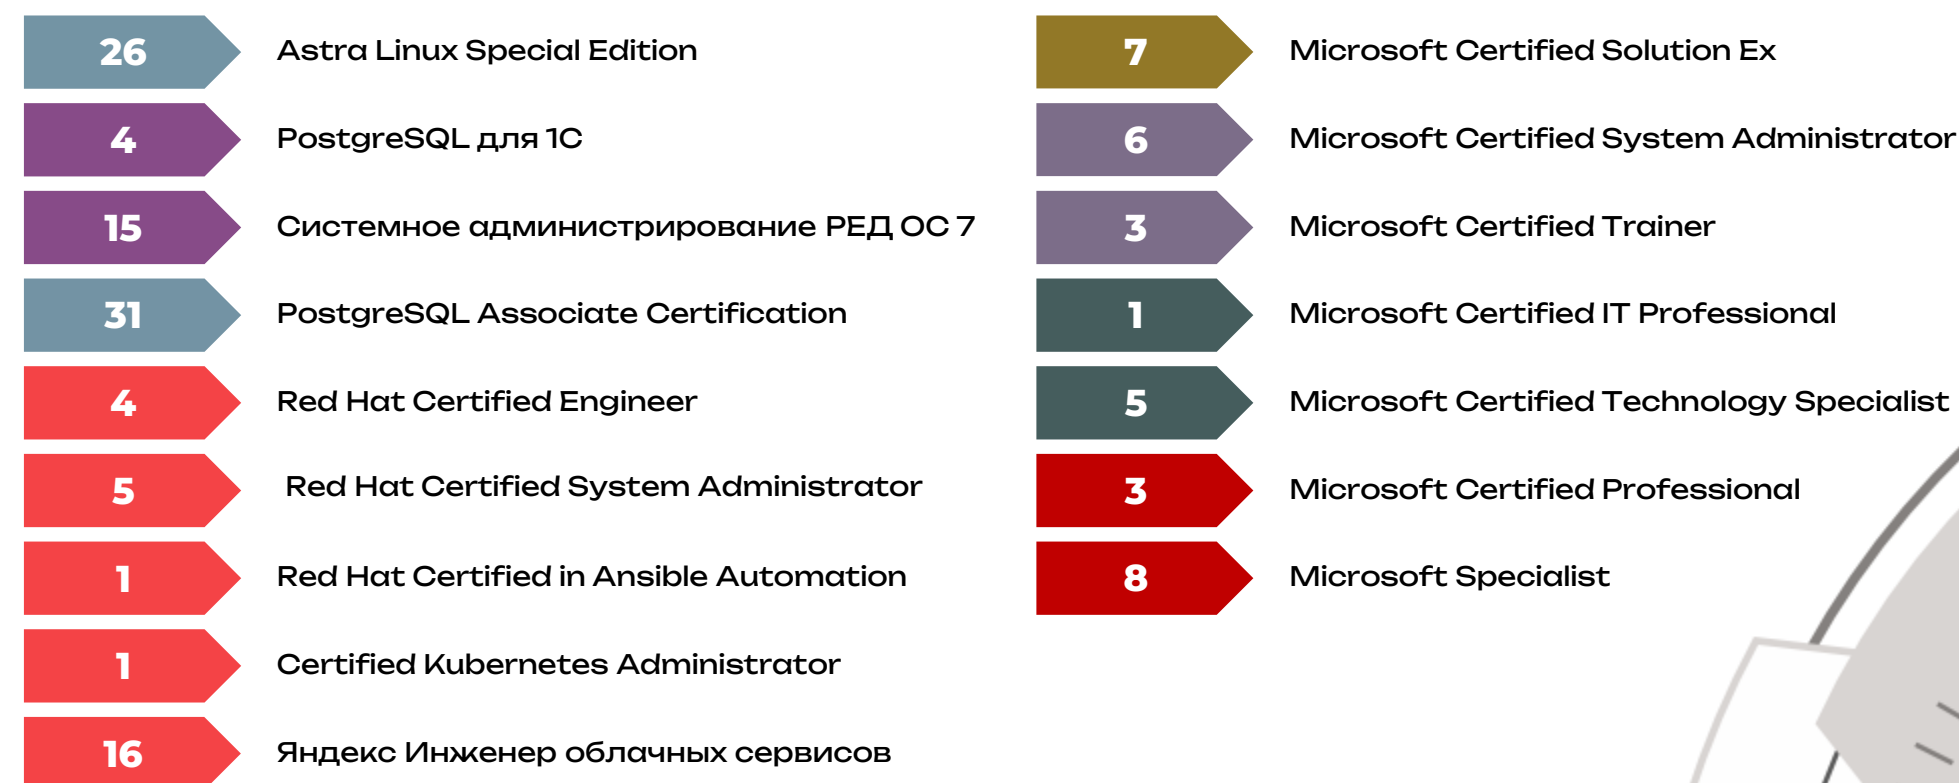 26 Astra Linux Special Edition
4 PostgreSQL для 1С
15 Системное администрирование РЕД ОС 7
31 PostgreSQL Associate Certification
4 Red Hat Certified Engineer
5 Red Hat Certified System Administrator
1 Red Hat Certified in Ansible Automation
1 Certified Kubernetes Administrator
16 Яндекс Инженер облачных сервисов
7 Microsoft Certified Solution Ex
6 Microsoft Certified System Administrator
3 Microsoft Certified Trainer
1 Microsoft Certified IT Professional
5 Microsoft Certified Technology Specialist
3 Microsoft Certified Professional
8 Microsoft Specialist